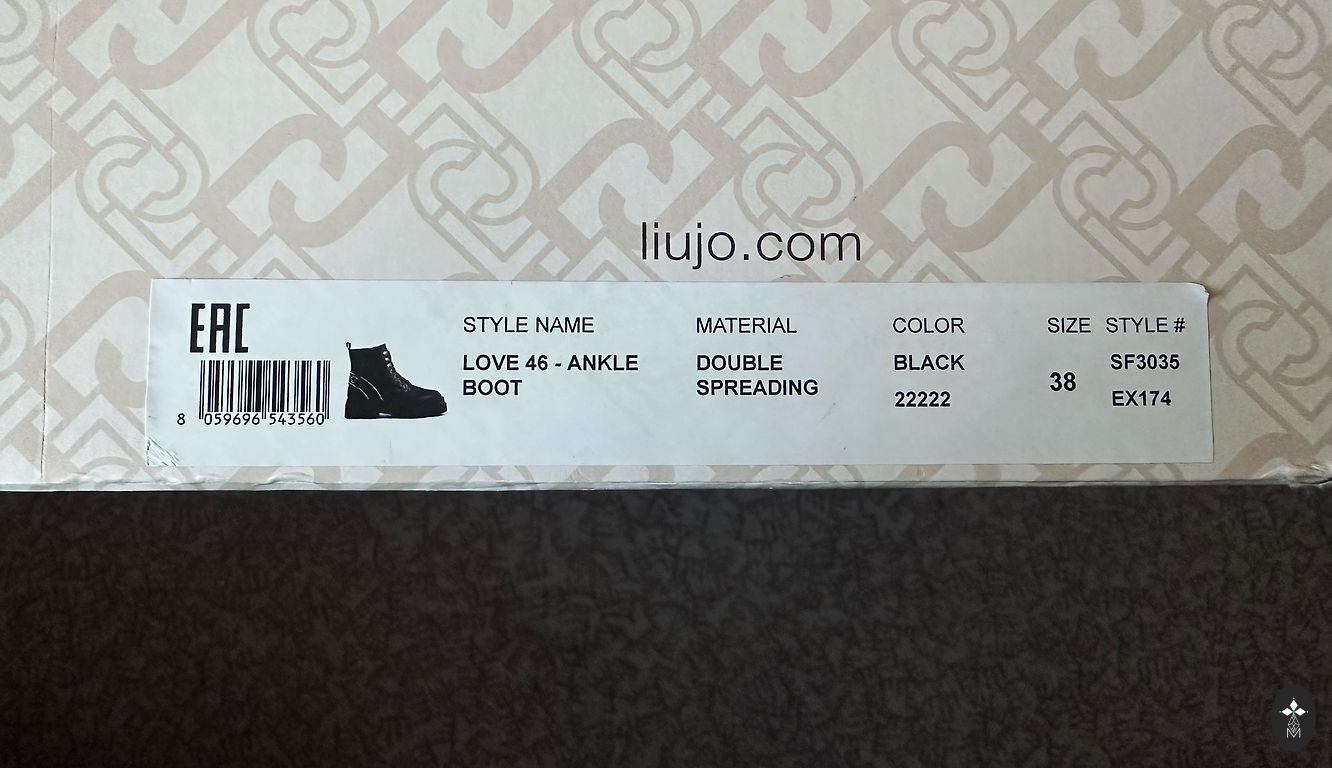 liujo.com
EAC
8 059696 543560
STYLE NAME
LOVE 46 - ANKLE
BOOT
MATERIAL
DOUBLE
SPREADING
COLOR
BLACK
22222
SIZE
38
STYLE #
SF3035
EX174
M